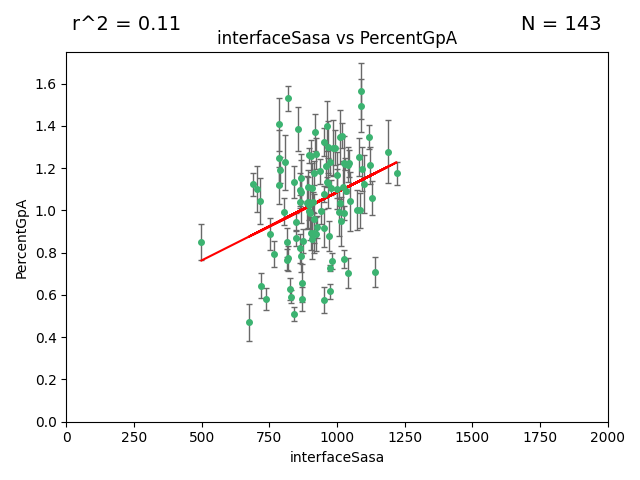 r^2 = 0.11
N = 143
interfaceSasa vs PercentGpA
PercentGpA
1.6
1.4
1.2
1.0
0.8
0.6
0.4
0.2
0.0
0 250 500 750 1000 1250 1500 1750 2000
interfaceSasa